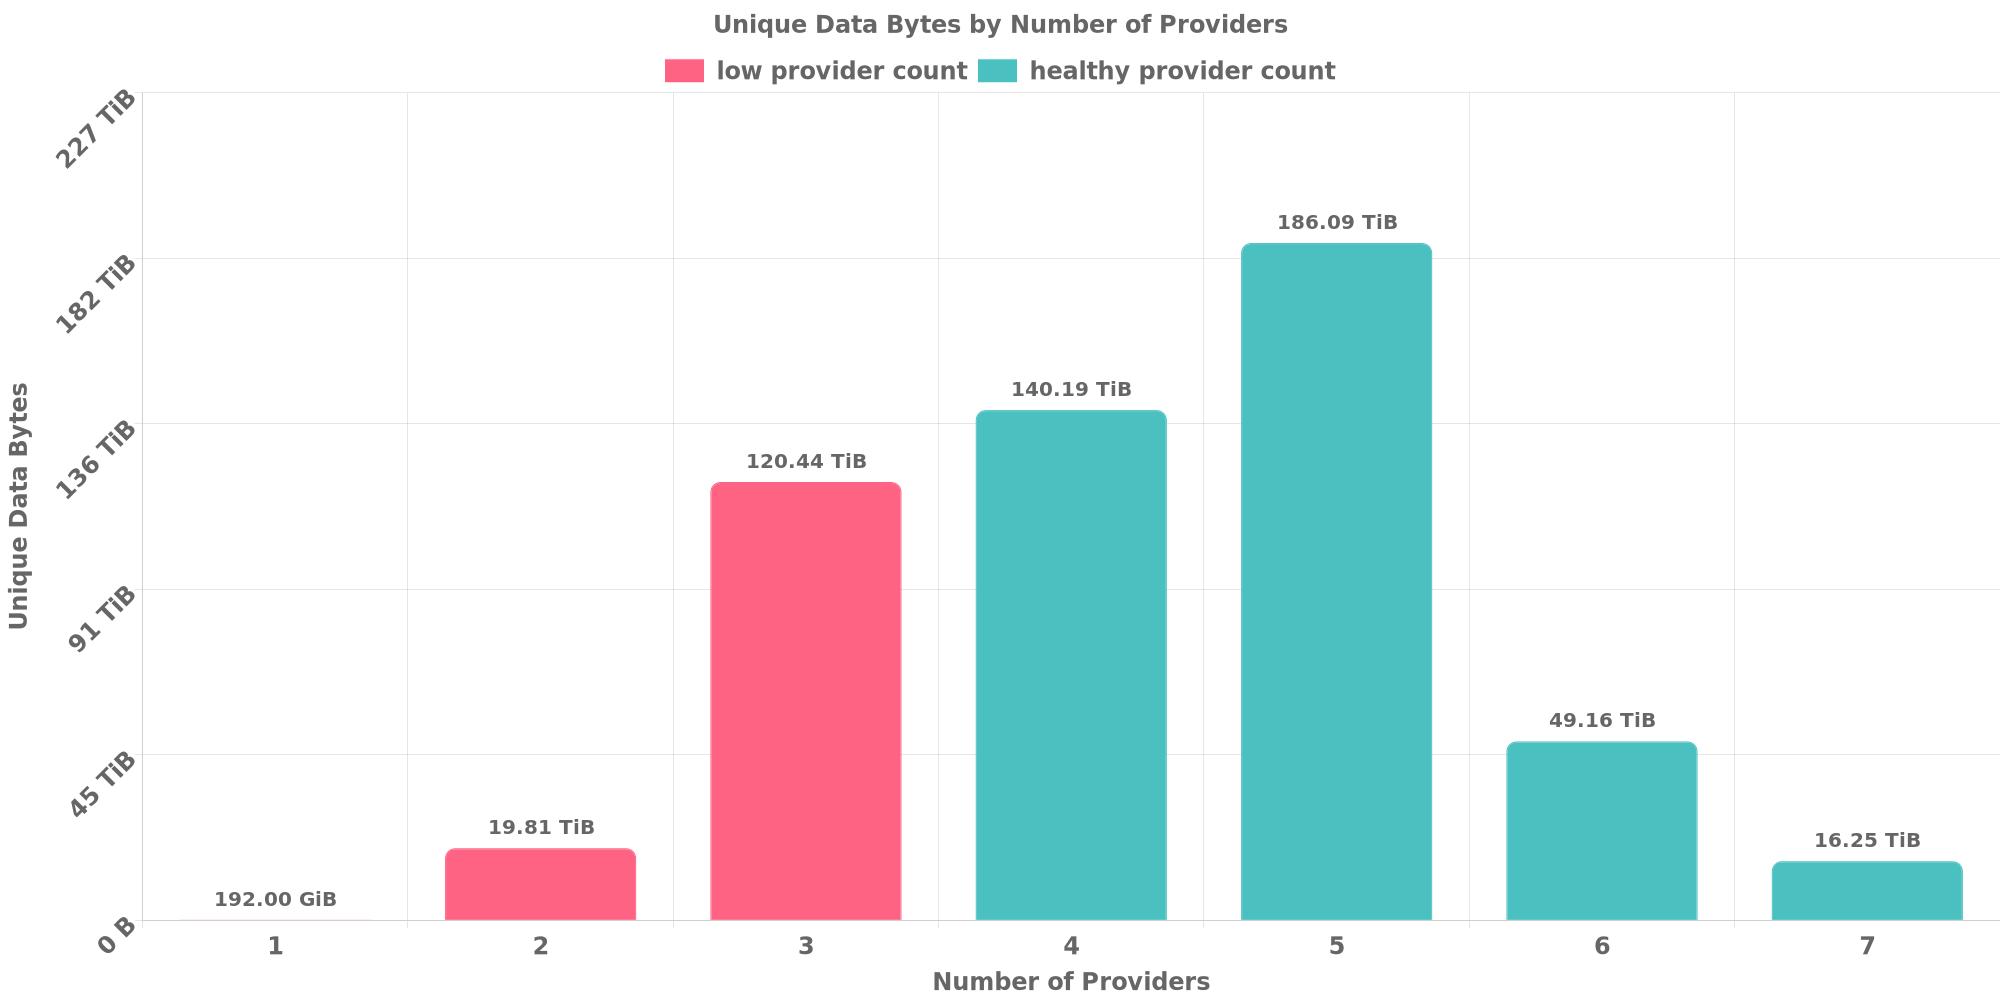 Unique Data Bytes by Number of Providers
low provider count
healthy provider count
227 TiB
182 TiB
136 TiB
91 TiB
45 TiB
0 B
Unique Data Bytes
192.00 GiB
19.81 TiB
120.44 TiB
140.19 TiB
186.09 TiB
49.16 TiB
16.25 TiB
1
2
3
4
5
6
7
Number of Providers